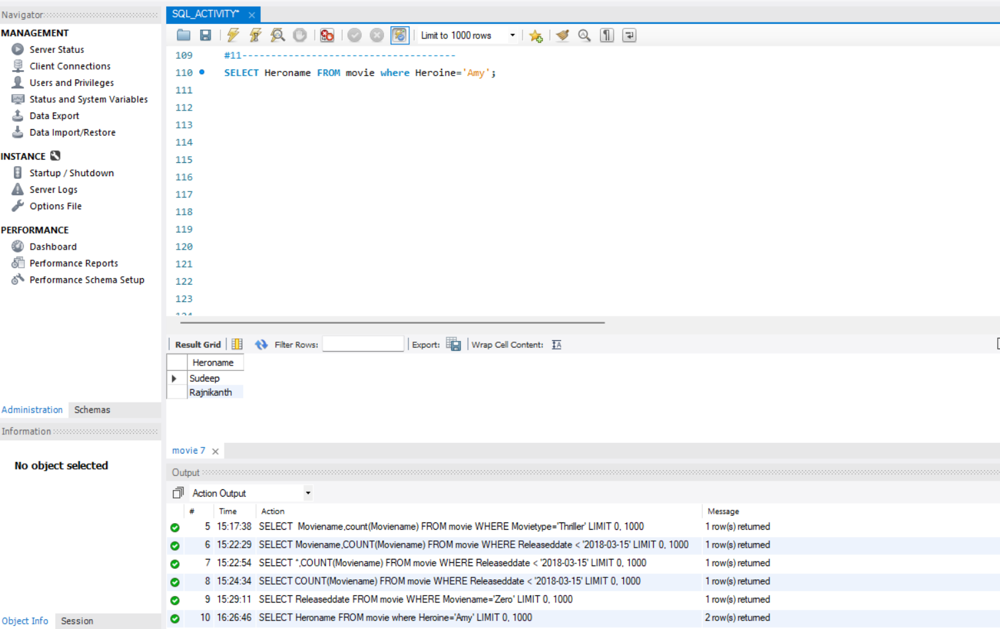 Navigator
MANAGEMENT
Server Status
Client Connections
Users and Privileges
Status and System Variables
Data Export
Data Import/Restore
INSTANCE
Startup / Shutdown
Server Logs
Options File
PERFORMANCE
Dashboard
Performance Reports
Performance Schema Setup
Administration Schemas
Information
No object selected
Object Info Session
SQL_ACTIVITY*
Limit to 1000 rows
109 #11-------------------------------------
110 SELECT Heroname FROM movie where Heroine='Amy';
111
112
113
114
115
116
117
118
119
120
121
122
123
124
Result Grid Filter Rows: Export: Wrap Cell Content:
Heroname
Sudeep
Rajnikanth
movie 7
Output
Action Output
# Time Action Message
5 15:17:38 SELECT Moviename,count(Moviename) FROM movie WHERE Movietype='Thriller' LIMIT 0, 1000 1 row(s) returned
6 15:22:29 SELECT Moviename,COUNT(Moviename) FROM movie WHERE Releaseddate < '2018-03-15' LIMIT 0, 1000 1 row(s) returned
7 15:22:54 SELECT *,COUNT(Moviename) FROM movie WHERE Releaseddate < '2018-03-15' LIMIT 0, 1000 1 row(s) returned
8 15:24:34 SELECT COUNT(Moviename) FROM movie WHERE Releaseddate < '2018-03-15' LIMIT 0, 1000 1 row(s) returned
9 15:29:11 SELECT Releaseddate FROM movie WHERE Moviename='Zero' LIMIT 0, 1000 1 row(s) returned
10 16:26:46 SELECT Heroname FROM movie where Heroine='Amy' LIMIT 0, 1000 2 row(s) returned